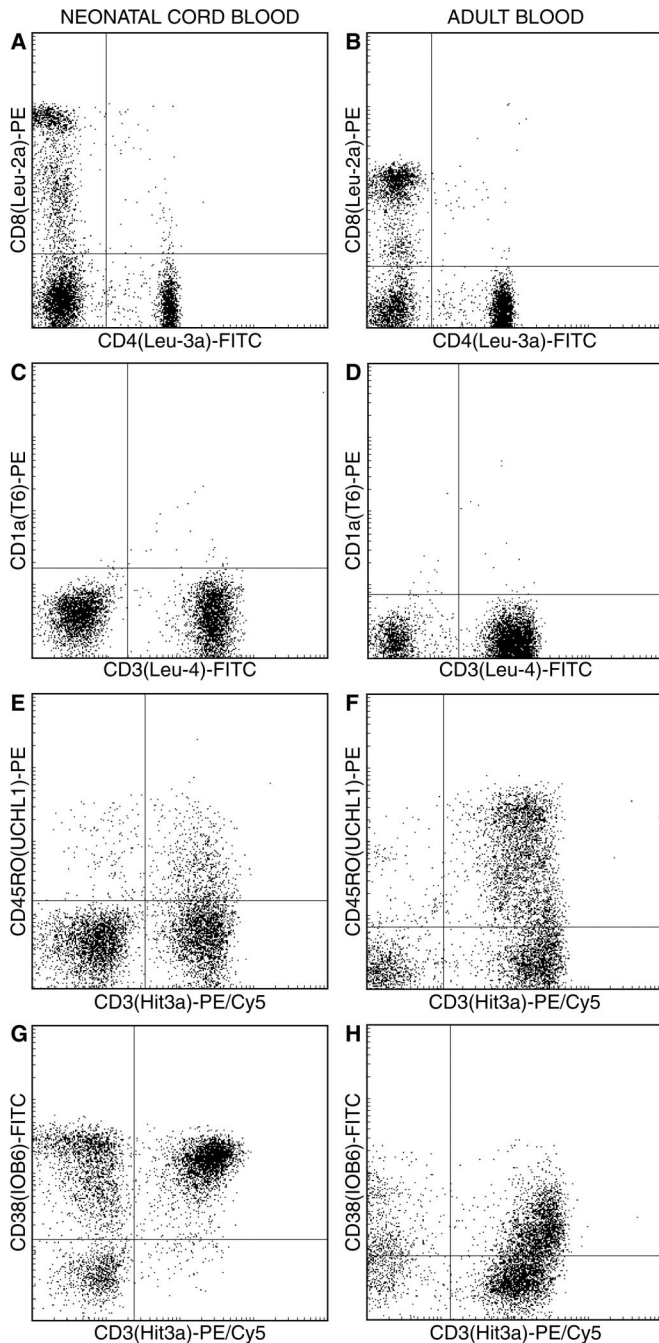 NEONATAL CORD BLOOD
ADULT BLOOD
A
CD8(Leu-2a)-PE
CD4(Leu-3a)-FITC
B
CD8(Leu-2a)-PE
CD4(Leu-3a)-FITC
C
CD1a(T6)-PE
CD3(Leu-4)-FITC
D
CD1a(T6)-PE
CD3(Leu-4)-FITC
E
CD45RO(UCHL1)-PE
CD3(Hit3a)-PE/Cy5
F
CD45RO(UCHL1)-PE
CD3(Hit3a)-PE/Cy5
G
CD38(IOB6)-FITC
CD3(Hit3a)-PE/Cy5
H
CD38(IOB6)-FITC
CD3(Hit3a)-PE/Cy5